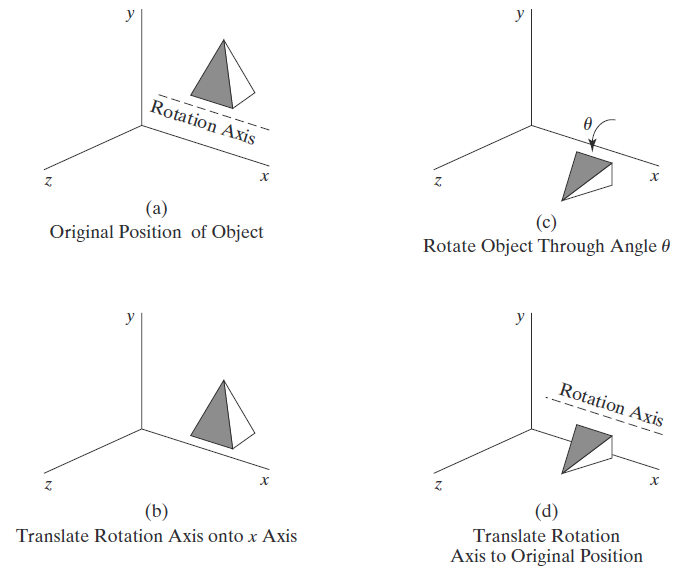 y
Rotation Axis
z
x
(a)
Original Position of Object
y
θ
z
x
(c)
Rotate Object Through Angle θ
y
z
x
(b)
Translate Rotation Axis onto x Axis
y
Rotation Axis
z
x
(d)
Translate Rotation
Axis to Original Position